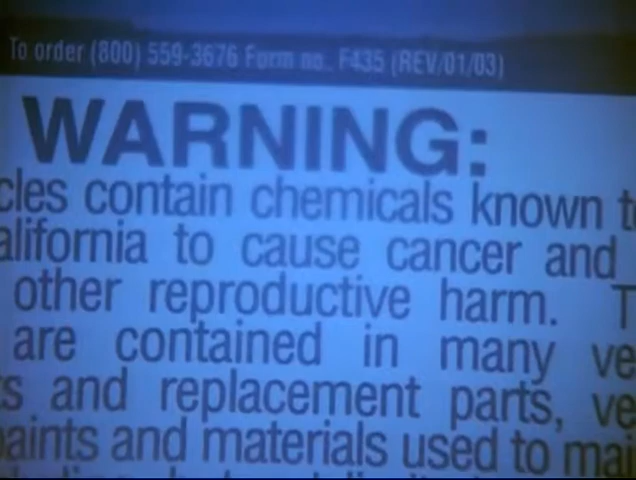 To order (800) 559-3676 Form no. F435 (REV/01/03)
WARNING:
cles contain chemicals known t
alifornia to cause cancer and
other reproductive harm. T
are contained in many ve
s and replacement parts, ve
aints and materials used to mai